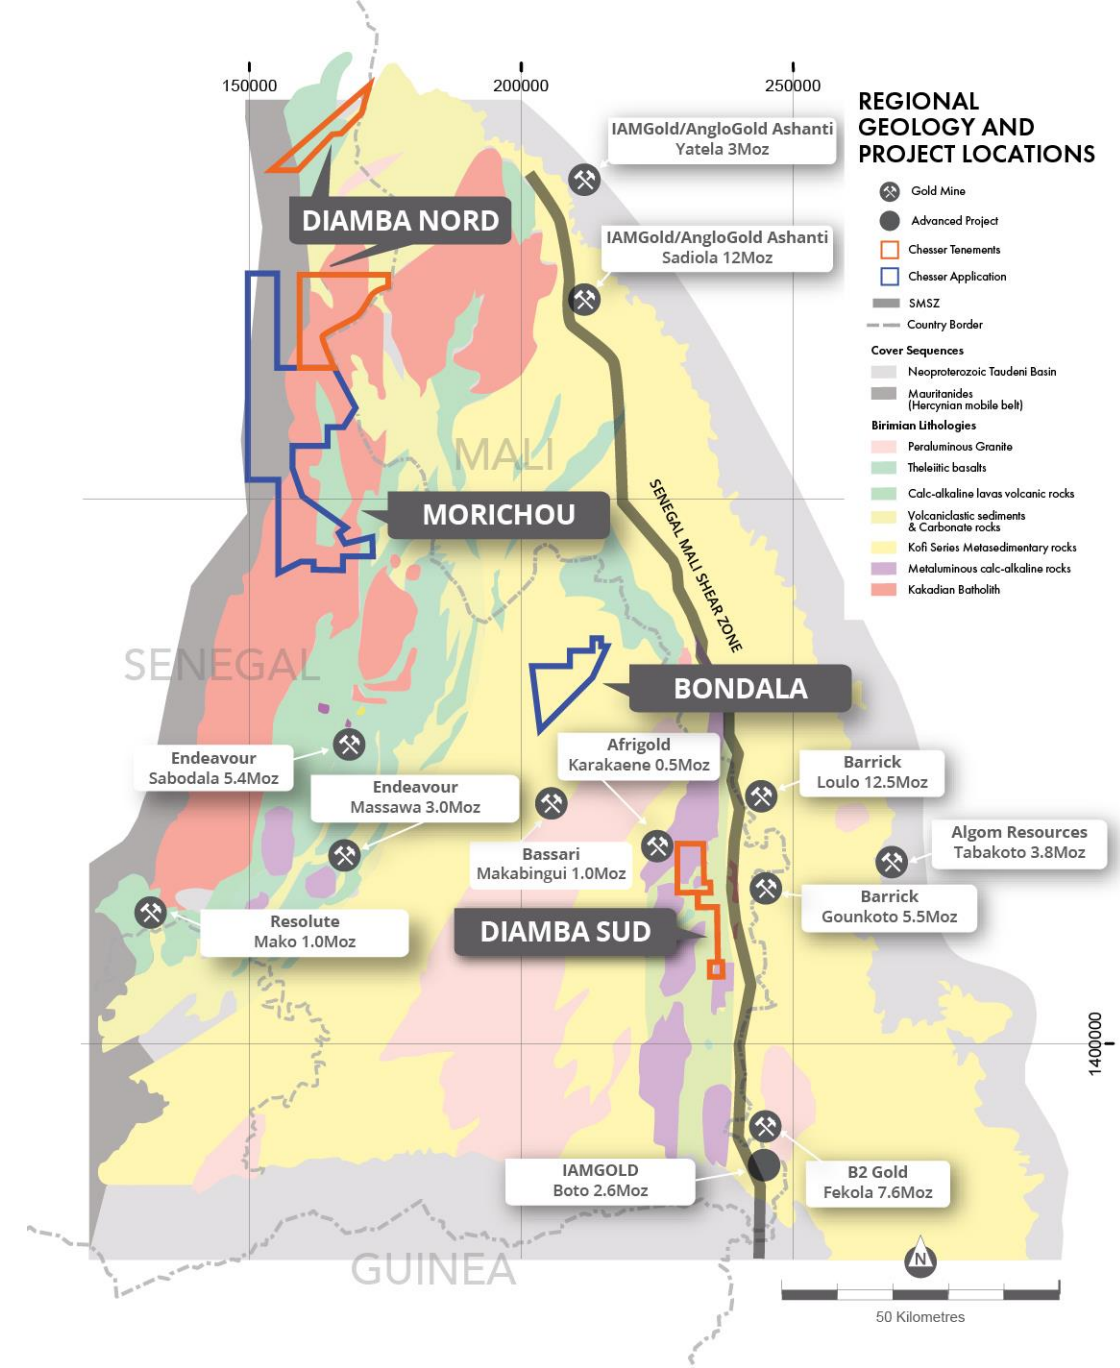 150000
200000
250000
REGIONAL
GEOLOGY AND
PROJECT LOCATIONS
Gold Mine
Advanced Project
Chesser Tenements
Chesser Application
SMSZ
Country Border
Cover Sequences
Neoproterozoic Taudeni Basin
Mauritanides
(Hercynian mobile belt)
Birimian Lithologies
Peraluminous Granite
Theleiitic basalts
Calc-alkaline lavas volcanic rocks
Volcaniclastic sediments
& Carbonate rocks
Kofi Series Metasedimentary rocks
Metaluminous calc-alkaline rocks
Kakadian Batholith
IAMGold/AngloGold Ashanti
Yatela 3Moz
DIAMBA NORD
IAMGold/AngloGold Ashanti
Sadiola 12Moz
MALI
MORICHOU
SENEGAL MALI SHEAR ZONE
SENEGAL
BONDALA
Endeavour
Sabodala 5.4Moz
Afrigold
Karakaene 0.5Moz
Barrick
Loulo 12.5Moz
Endeavour
Massawa 3.0Moz
Algom Resources
Tabakoto 3.8Moz
Bassari
Makabingui 1.0Moz
Barrick
Gounkoto 5.5Moz
Resolute
Mako 1.0Moz
DIAMBA SUD
1400000
IAMGOLD
Boto 2.6Moz
B2 Gold
Fekola 7.6Moz
GUINEA
N
50 Kilometres